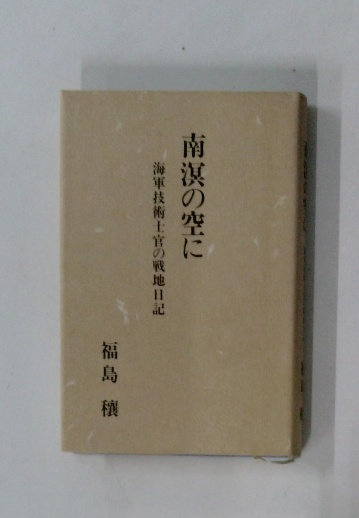 南溟の空に
海軍技術士官の戦地日記
福島 穰